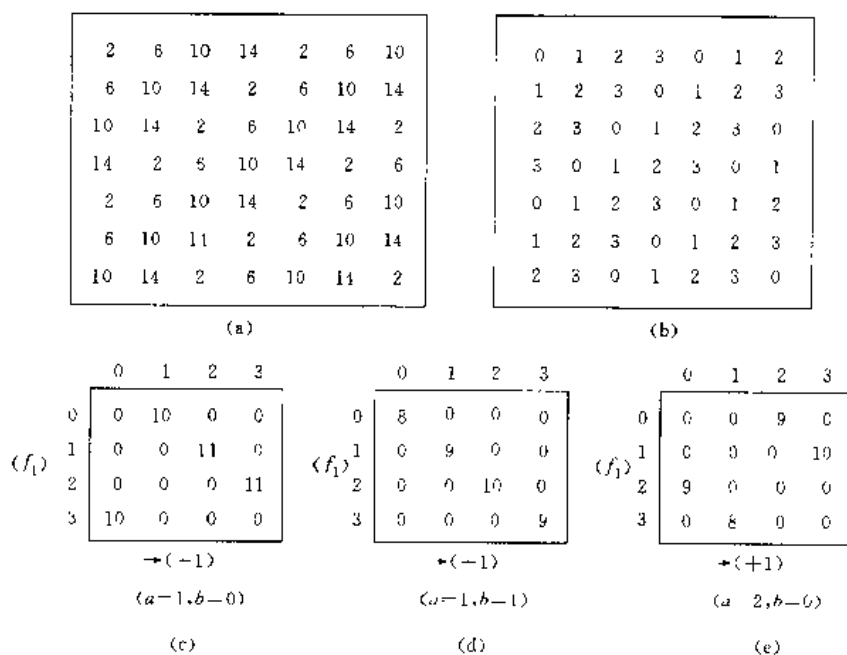 2 6 10 14 2 6 10
6 10 14 2 6 10 14
10 14 2 6 10 14 2
14 2 6 10 14 2 6
2 6 10 14 2 6 10
6 10 11 2 6 10 14
10 14 2 6 10 14 2
(a)
0 1 2 3 0 1 2
1 2 3 0 1 2 3
2 3 0 1 2 3 0
3 0 1 2 3 0 1
0 1 2 3 0 1 2
1 2 3 0 1 2 3
2 3 0 1 2 3 0
(b)
0 1 2 3
0 0 10 0 0
(f₁) 1 0 0 11 0
2 0 0 0 11
3 10 0 0 0
→(−1)
(a=1,b=0)
(c)
0 1 2 3
0 8 0 0 0
(f₁) 1 0 9 0 0
2 0 0 10 0
3 0 0 0 9
→(−1)
(a=1,b=1)
(d)
0 1 2 3
0 0 0 9 0
(f₁) 1 0 0 0 10
2 9 0 0 0
3 0 8 0 0
→(+1)
(a=2,b=0)
(e)